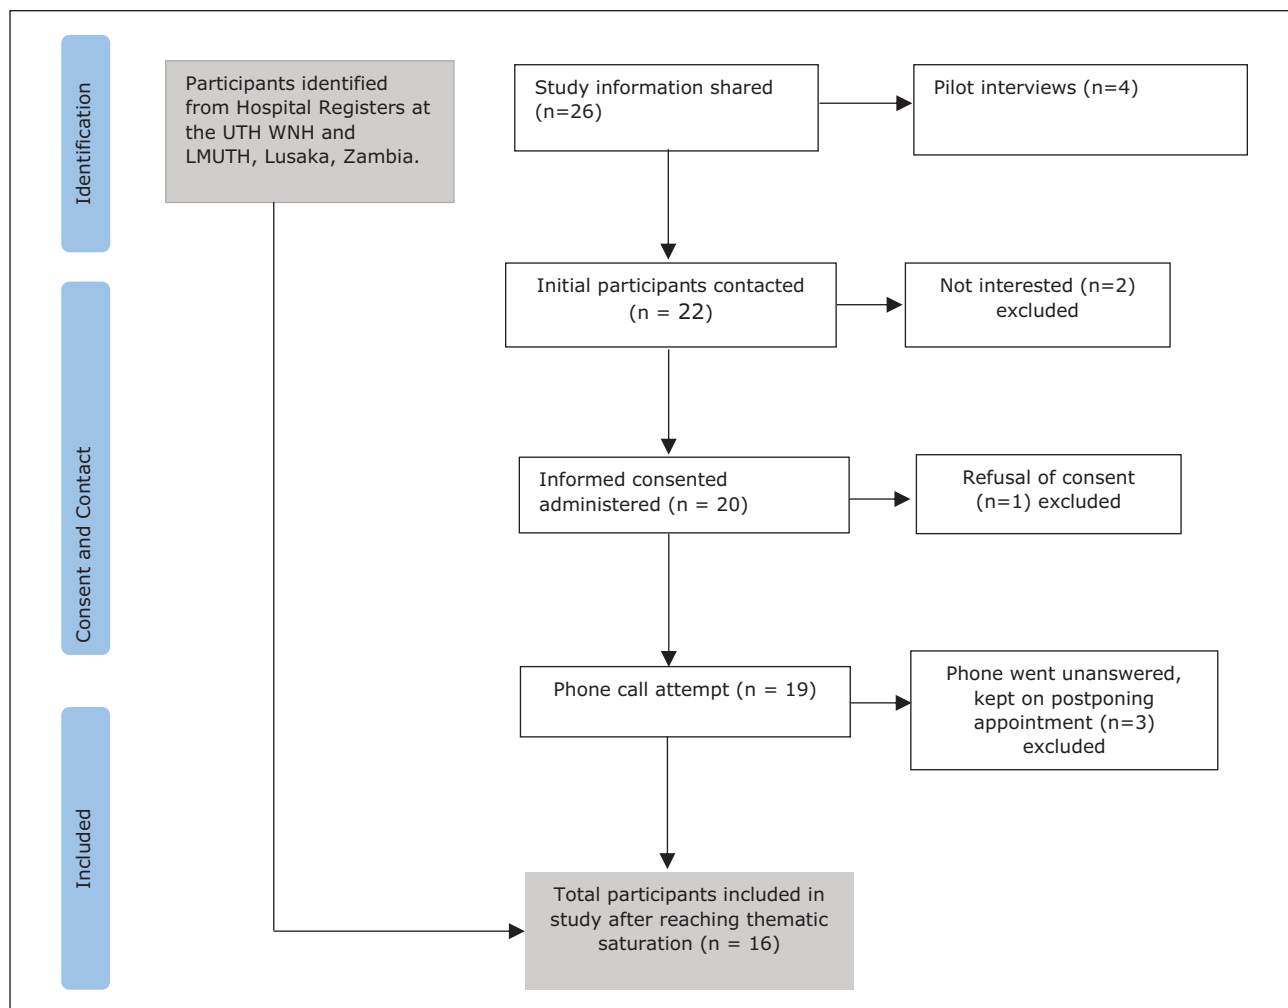 Identification
Participants identified
from Hospital Registers at
the UTH WNH and
LMUTH, Lusaka, Zambia.
Study information shared
(n=26)
Pilot interviews (n=4)
Consent and Contact
Initial participants contacted
(n = 22)
Not interested (n=2)
excluded
Informed consented
administered (n = 20)
Refusal of consent
(n=1) excluded
Phone call attempt (n = 19)
Phone went unanswered,
kept on postponing
appointment (n=3)
excluded
Included
Total participants included in
study after reaching thematic
saturation (n = 16)